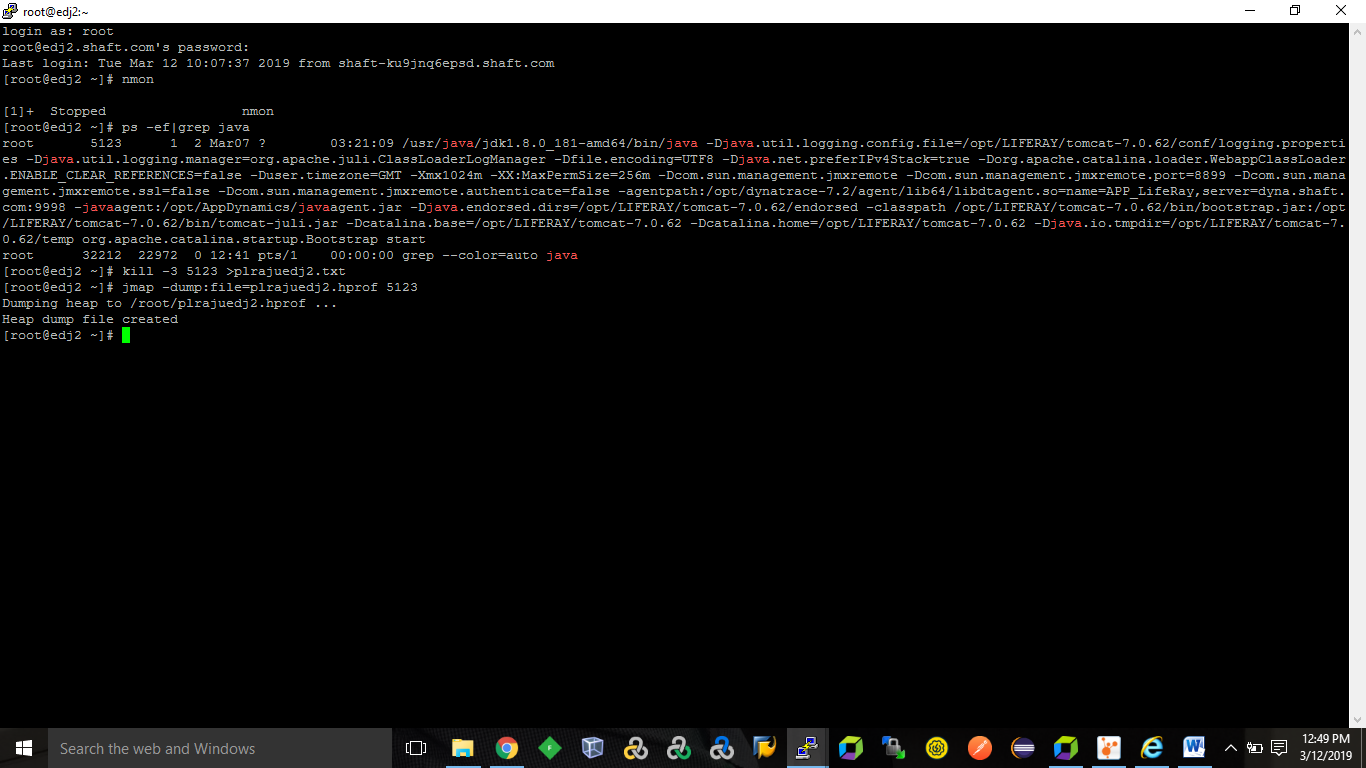 root@edj2:~
login as: root
root@edj2.shaft.com's password:
Last login: Tue Mar 12 10:07:37 2019 from shaft-ku9jnq6epsd.shaft.com
[root@edj2 ~]# nmon
[1]+  Stopped                 nmon
[root@edj2 ~]# ps -ef|grep java
root       5123      1  2 Mar07 ?        03:21:09 /usr/java/jdk1.8.0_181-amd64/bin/java -Djava.util.logging.config.file=/opt/LIFERAY/tomcat-7.0.62/conf/logging.properti
es -Djava.util.logging.manager=org.apache.juli.ClassLoaderLogManager -Dfile.encoding=UTF8 -Djava.net.preferIPv4Stack=true -Dorg.apache.catalina.loader.WebappClassLoader
.ENABLE_CLEAR_REFERENCES=false -Duser.timezone=GMT -Xmx1024m -XX:MaxPermSize=256m -Dcom.sun.management.jmxremote -Dcom.sun.management.jmxremote.port=8899 -Dcom.sun.mana
gement.jmxremote.ssl=false -Dcom.sun.management.jmxremote.authenticate=false -agentpath:/opt/dynatrace-7.2/agent/lib64/libdtagent.so=name=APP_LifeRay,server=dyna.shaft.
com:9998 -javaagent:/opt/AppDynamics/javaagent.jar -Djava.endorsed.dirs=/opt/LIFERAY/tomcat-7.0.62/endorsed -classpath /opt/LIFERAY/tomcat-7.0.62/bin/bootstrap.jar:/opt
/LIFERAY/tomcat-7.0.62/bin/tomcat-juli.jar -Dcatalina.base=/opt/LIFERAY/tomcat-7.0.62 -Dcatalina.home=/opt/LIFERAY/tomcat-7.0.62 -Djava.io.tmpdir=/opt/LIFERAY/tomcat-7.
0.62/temp org.apache.catalina.startup.Bootstrap start
root      32212  22972  0 12:41 pts/1    00:00:00 grep --color=auto java
[root@edj2 ~]# kill -3 5123 >plrajuedj2.txt
[root@edj2 ~]# jmap -dump:file=plrajuedj2.hprof 5123
Dumping heap to /root/plrajuedj2.hprof ...
Heap dump file created
[root@edj2 ~]#
Search the web and Windows
12:49 PM
3/12/2019